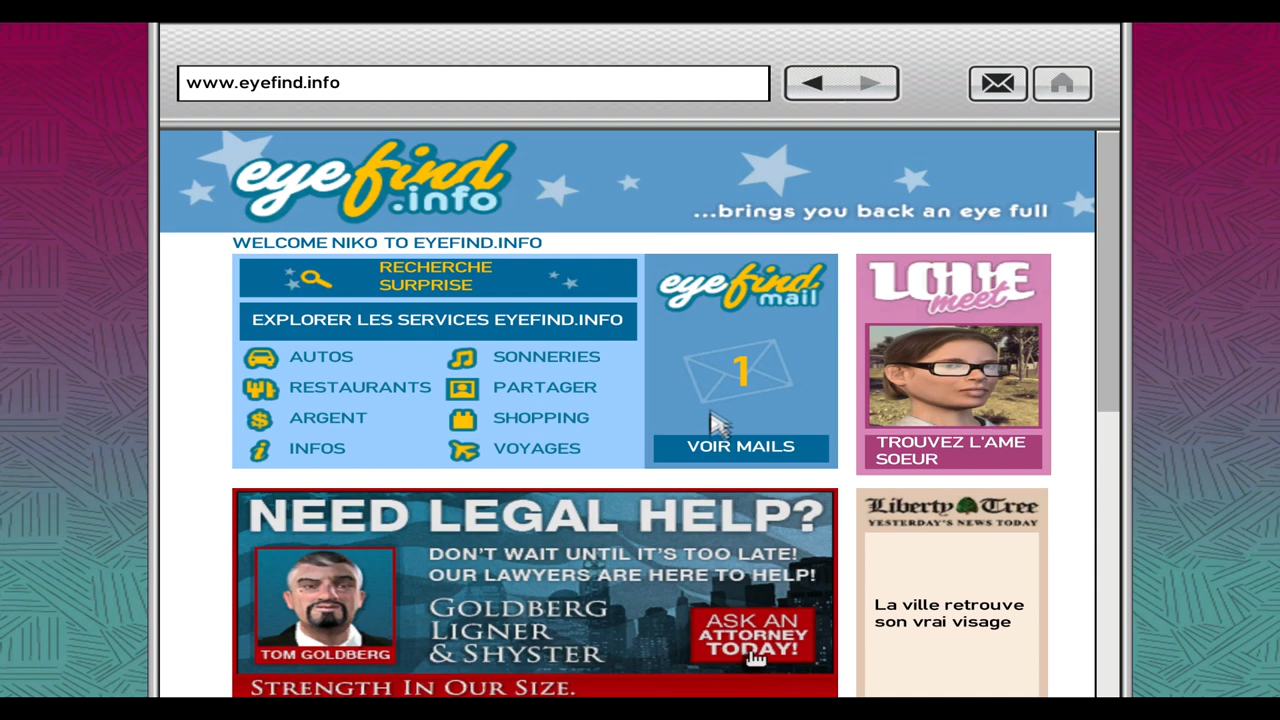 www.eyefind.info
eyefind
.info
...brings you back an eye full
WELCOME NIKO TO EYEFIND.INFO
RECHERCHE
SURPRISE
EXPLORER LES SERVICES EYEFIND.INFO
AUTOS
SONNERIES
RESTAURANTS
PARTAGER
ARGENT
SHOPPING
INFOS
VOYAGES
eyefind
mail
1
VOIR MAILS
LOVE
meet
TROUVEZ L'AME
SOEUR
NEED LEGAL HELP?
DON'T WAIT UNTIL IT'S TOO LATE!
OUR LAWYERS ARE HERE TO HELP!
GOLDBERG
LIGNER
& SHYSTER
TOM GOLDBERG
ASK AN
ATTORNEY
TODAY!
STRENGTH IN OUR SIZE.
Liberty Tree
YESTERDAY'S NEWS TODAY
La ville retrouve
son vrai visage